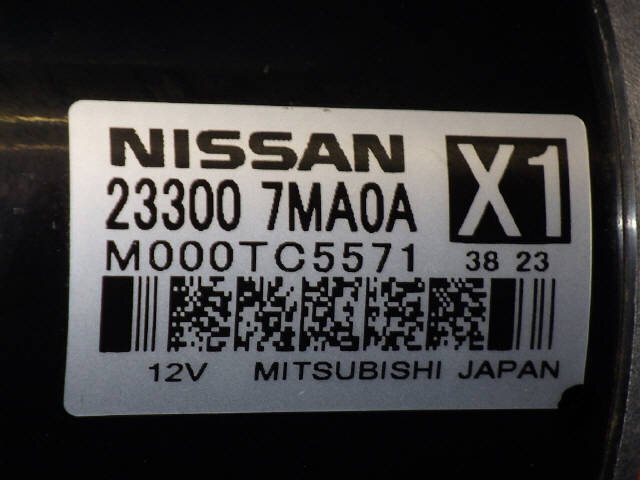 NISSAN
X1
23300 7MA0A
M000TC5571
38 23
12V MITSUBISHI JAPAN